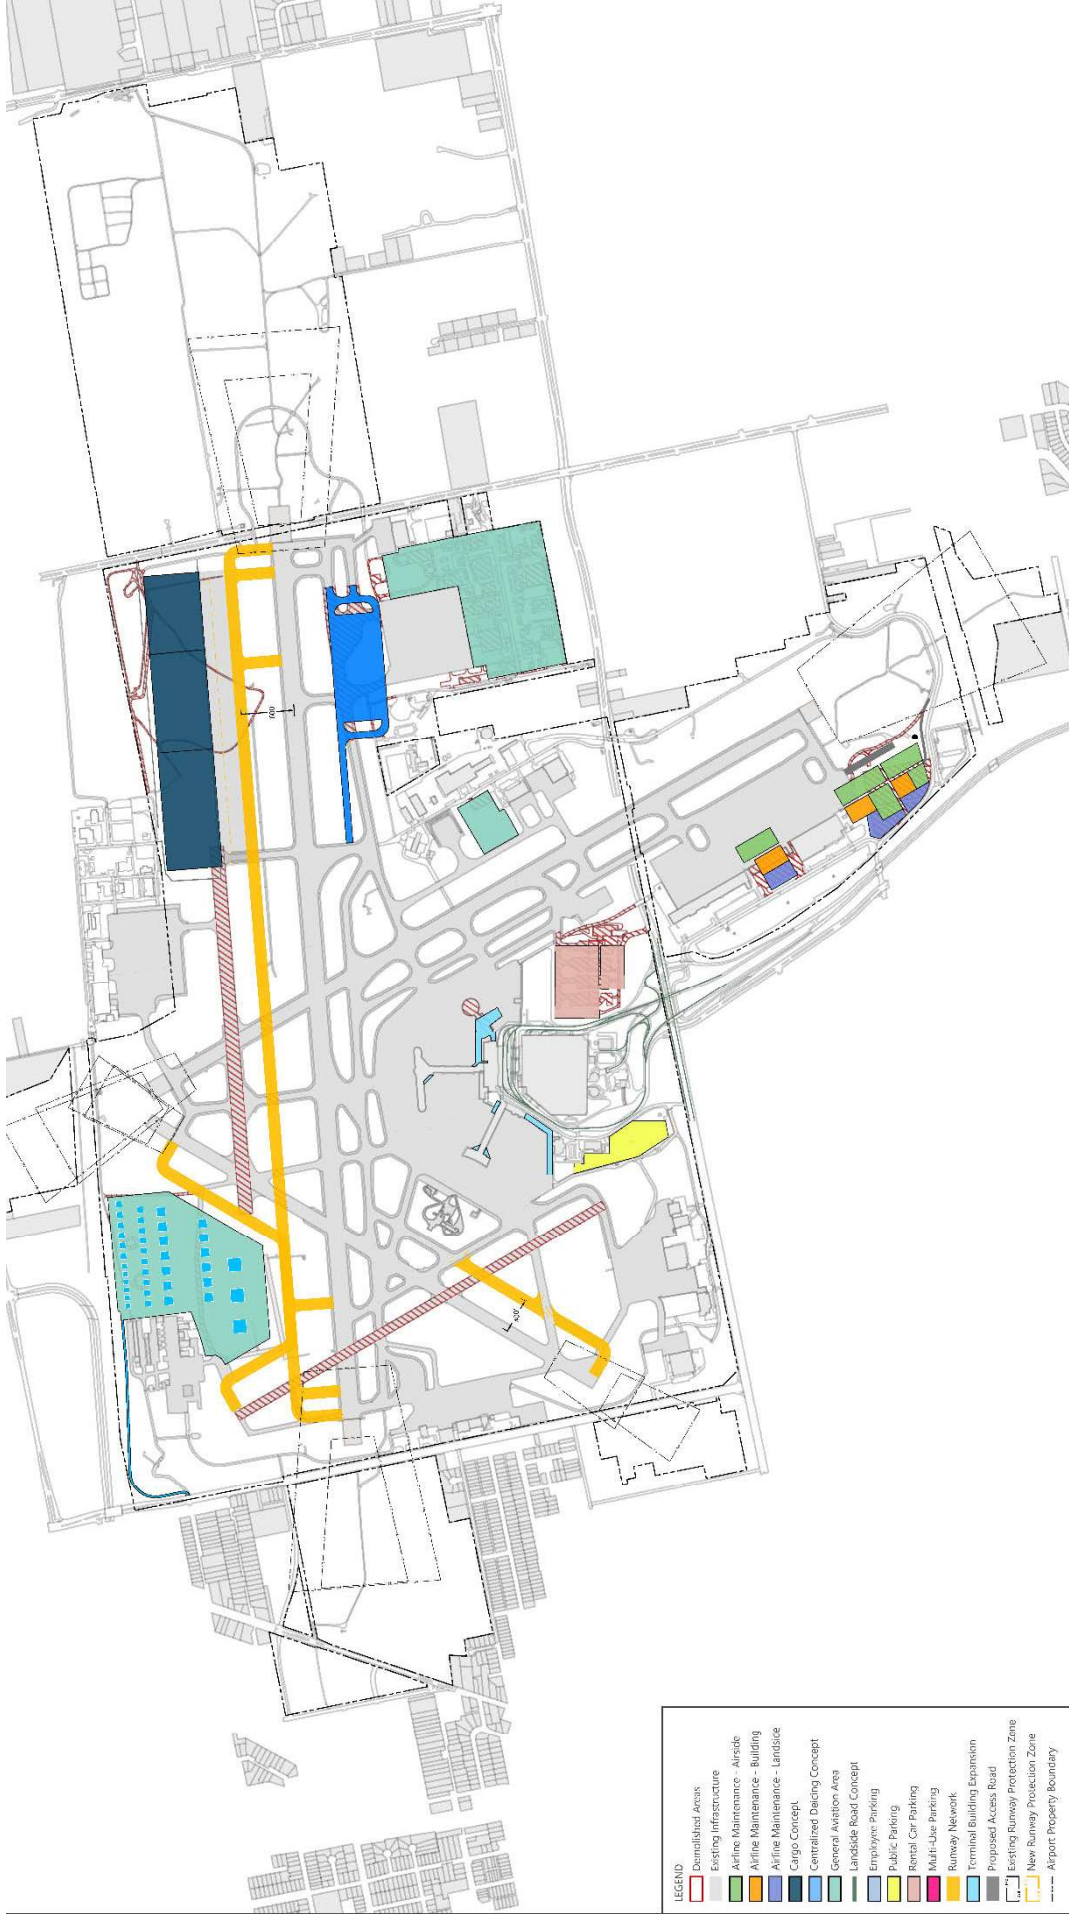 LEGEND
Demolished Areas
Existing Infrastructure
Airline Maintenance - Airside
Airline Maintenance - Building
Airline Maintenance - Landside
Cargo Concept
Centralized Deicing Concept
General Aviation Area
Landside Road Concept
Employee Parking
Public Parking
Rental Car Parking
Multi-Use Parking
Runway Network
Terminal Building Expansion
Proposed Access Road
Existing Runway Protection Zone
New Runway Protection Zone
Airport Property Boundary
400'